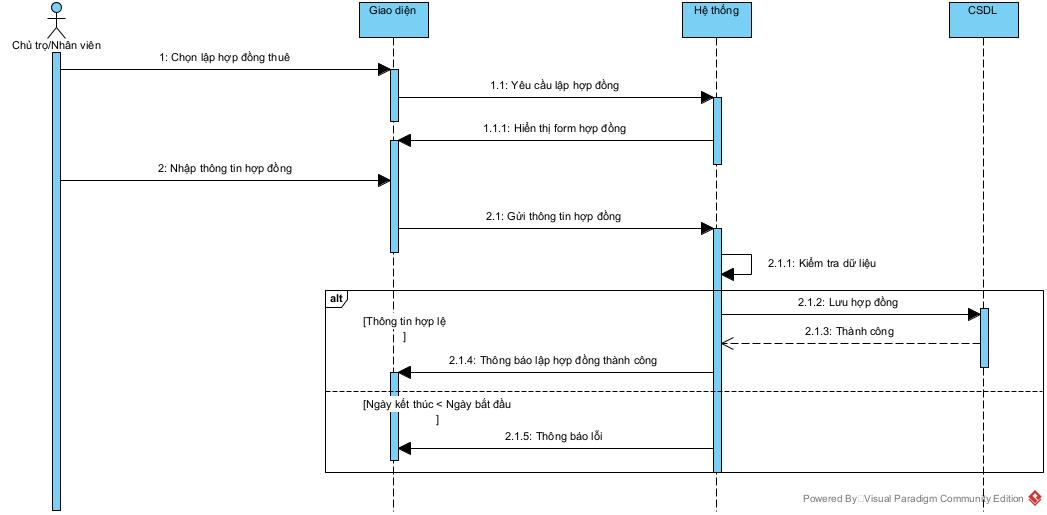 Giao diện
Hệ thống
CSDL
Chủ trọ/Nhân viên
1: Chọn lập hợp đồng thuê
1.1: Yêu cầu lập hợp đồng
1.1.1: Hiển thị form hợp đồng
2: Nhập thông tin hợp đồng
2.1: Gửi thông tin hợp đồng
2.1.1: Kiểm tra dữ liệu
alt
2.1.2: Lưu hợp đồng
[Thông tin hợp lệ
]
2.1.3: Thành công
2.1.4: Thông báo lập hợp đồng thành công
[Ngày kết thúc < Ngày bắt đầu
]
2.1.5: Thông báo lỗi
Powered By□Visual Paradigm Community Edition